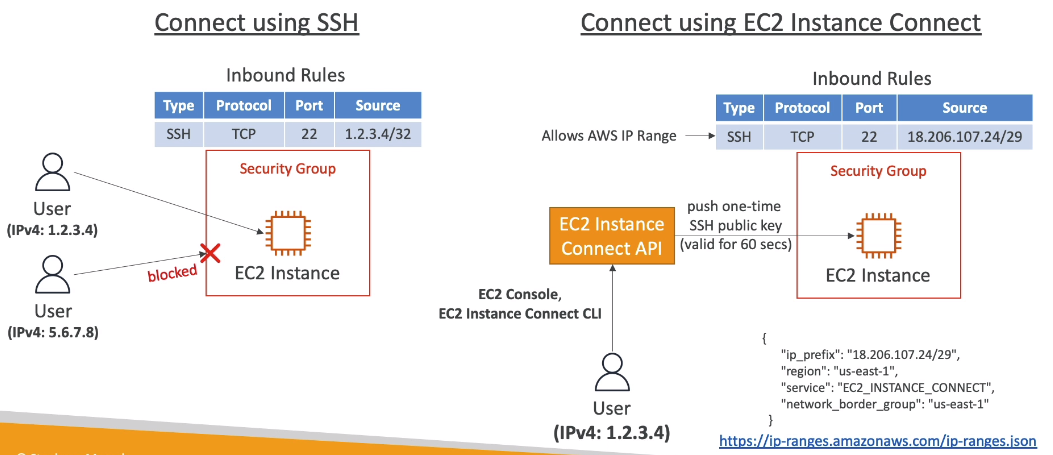 Connect using SSH
Inbound Rules
Type Protocol Port Source
SSH TCP 22 1.2.3.4/32
Security Group
User
(IPv4: 1.2.3.4)
blocked
EC2 Instance
User
(IPv4: 5.6.7.8)
Connect using EC2 Instance Connect
Inbound Rules
Type Protocol Port Source
Allows AWS IP Range
SSH TCP 22 18.206.107.24/29
Security Group
EC2 Instance
Connect API
push one-time
SSH public key
(valid for 60 secs)
EC2 Instance
EC2 Console,
EC2 Instance Connect CLI
User
(IPv4: 1.2.3.4)
{
"ip_prefix": "18.206.107.24/29",
"region": "us-east-1",
"service": "EC2_INSTANCE_CONNECT",
"network_border_group": "us-east-1"
}
https://ip-ranges.amazonaws.com/ip-ranges.json